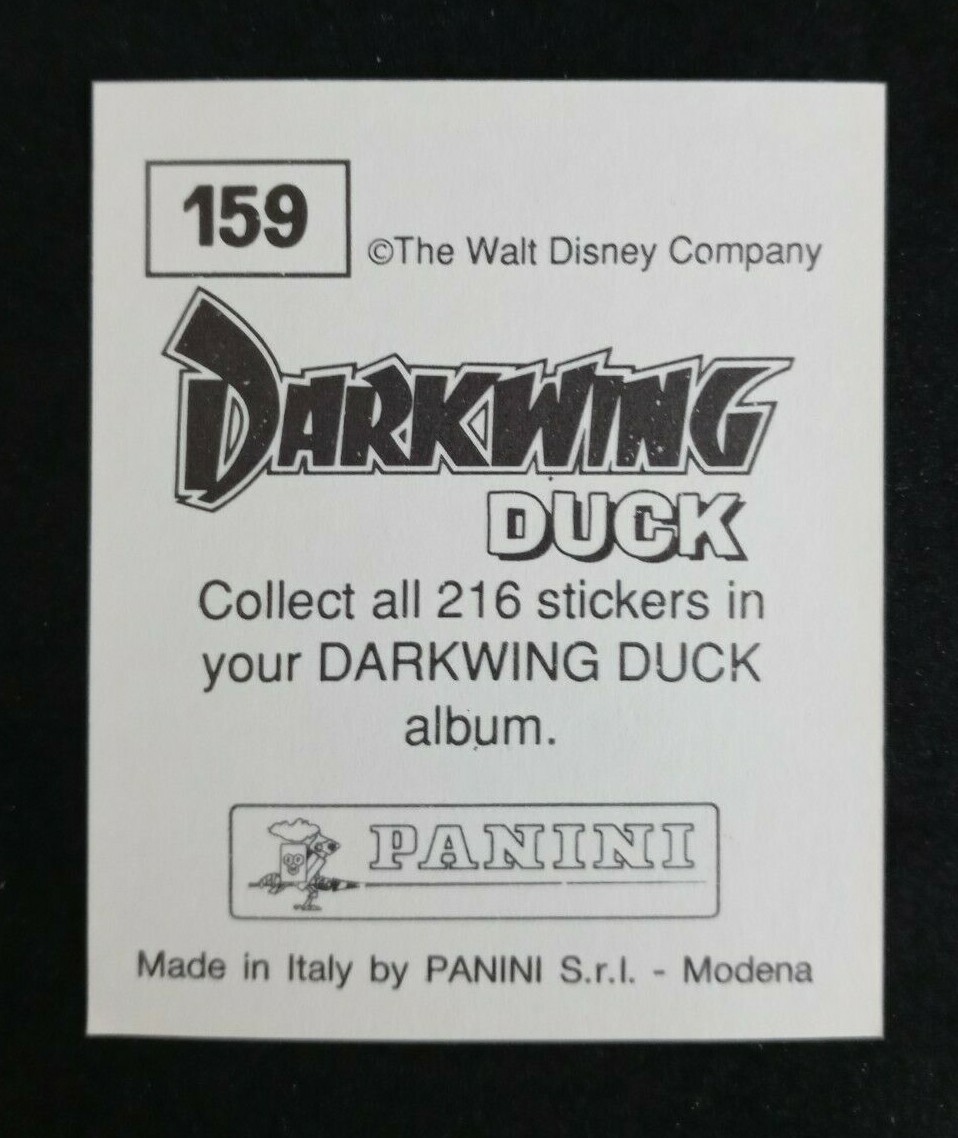 159
©The Walt Disney Company
DARKWING
DUCK
Collect all 216 stickers in
your DARKWING DUCK
album.
PANINI
Made in Italy by PANINI S.r.l. - Modena